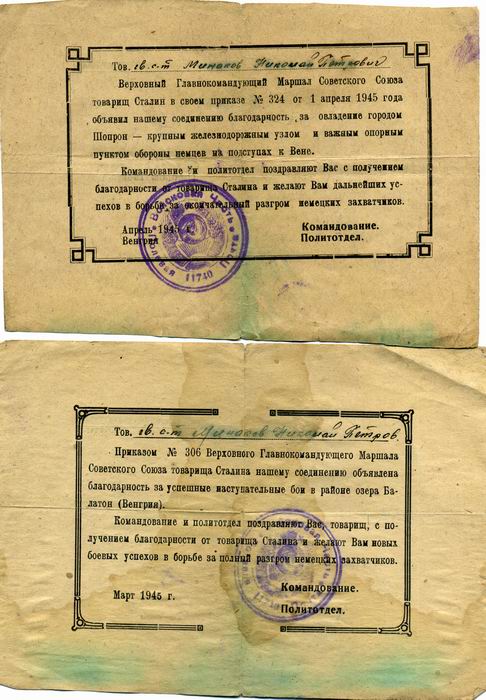 Тов. гв. с-т Минаков Николай Петрович
Верховный Главнокомандующий Маршал Советского Союза
товарищ Сталин в своем приказе № 324 от 1 апреля 1945 года
объявил нашему соединению благодарность за овладение городом
Шопрон — крупным железнодорожным узлом и важным опорным
пунктом обороны немцев на подступах к Вене.
Командование и политотдел поздравляют Вас с получением
благодарности от товарища Сталина и желают Вам дальнейших ус-
пехов в борьбе за окончательный разгром немецких захватчиков.
Апрель 1945 г.
Венгрия
Командование.
Политотдел.
Войсковая Часть
Полевая Почта
11740
Тов. гв. с-т Минаков Николай Петров.
Приказом № 306 Верховного Главнокомандующего Маршала
Советского Союза товарища Сталина нашему соединению объявлена
благодарность за успешные наступательные бои в районе озера Ба-
латон (Венгрия).
Командование и политотдел поздравляют Вас, товарищ, с по-
лучением благодарности от товарища Сталина и желают Вам новых
боевых успехов в борьбе за полный разгром немецких захватчиков.
Март 1945 г.
Командование.
Политотдел.